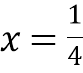 x = 1/4